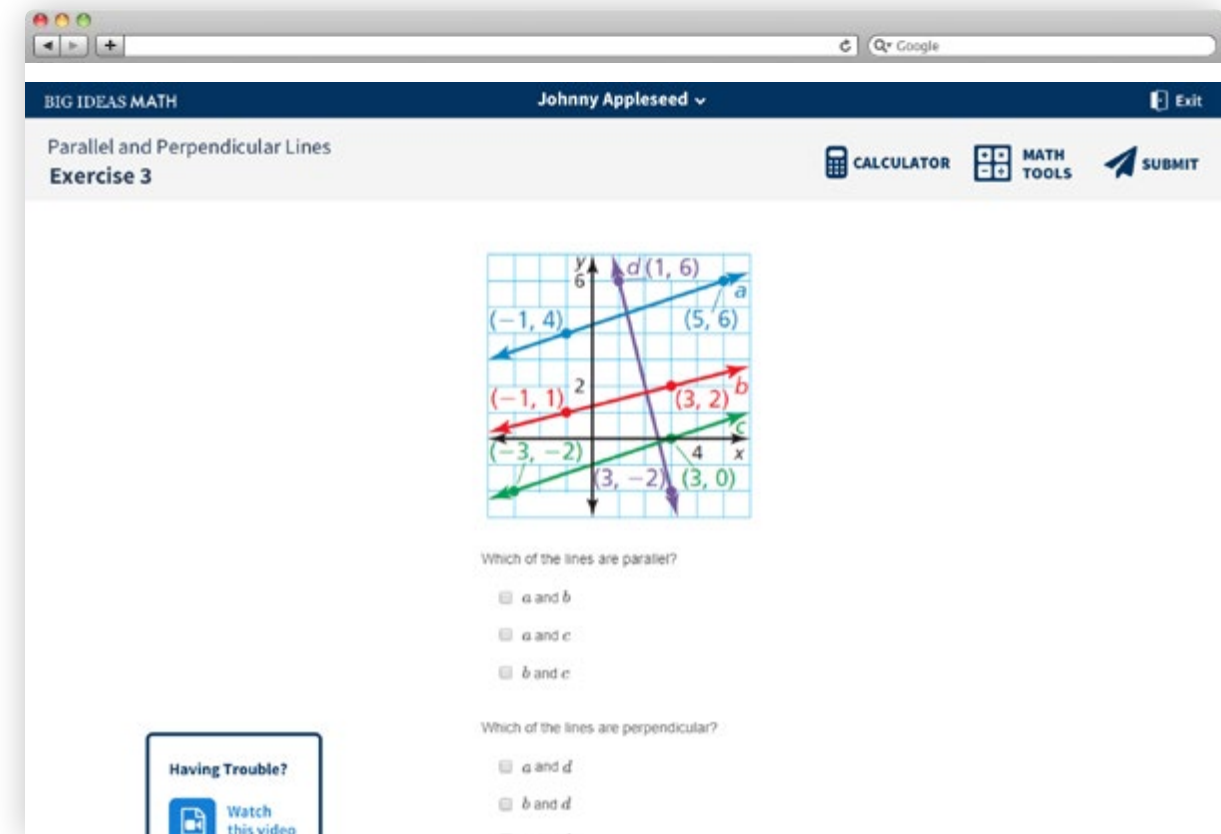 Google
BIG IDEAS MATH
Johnny Appleseed
Exit
Parallel and Perpendicular Lines
Exercise 3
CALCULATOR
MATH
TOOLS
SUBMIT
y
6
d (1, 6)
a
(−1, 4)
(5, 6)
2
(−1, 1)
(3, 2)
b
c
(−3, −2)
4
x
(3, −2)
(3, 0)
Which of the lines are parallel?
a and b
a and c
b and c
Which of the lines are perpendicular?
a and d
b and d
Having Trouble?
Watch
this video